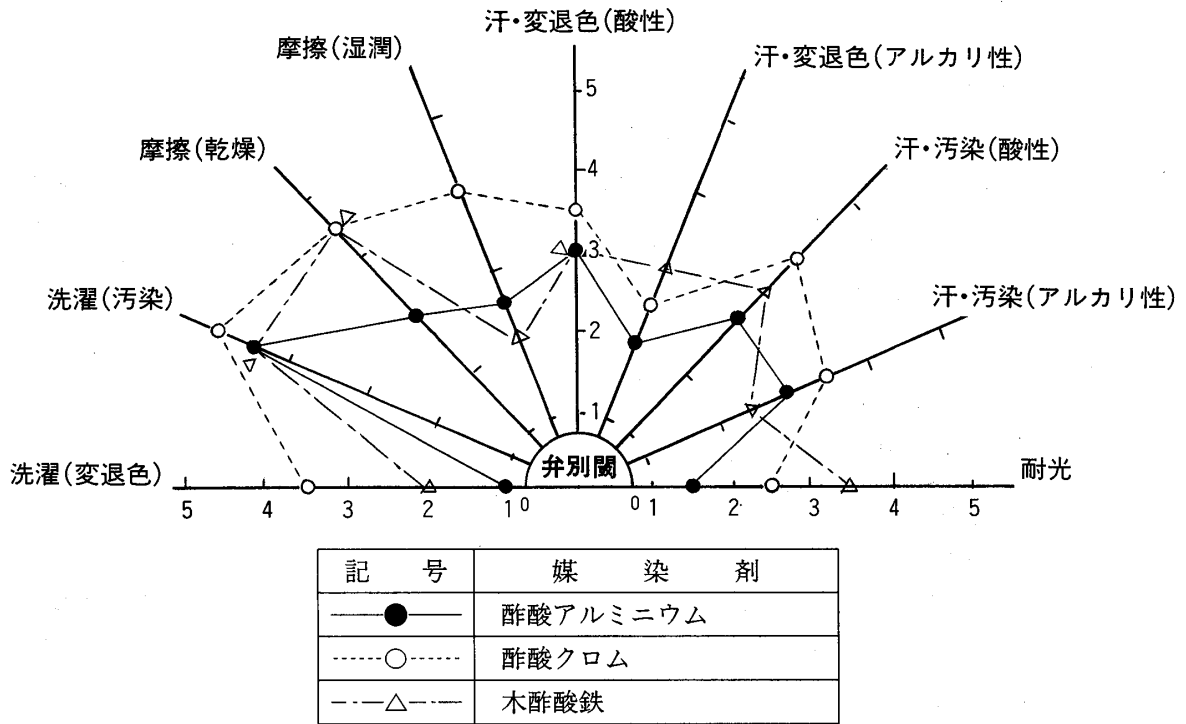 汗・変退色(酸性)
摩擦(湿潤)
汗・変退色(アルカリ性)
摩擦(乾燥)
汗・汚染(酸性)
洗濯(汚染)
汗・汚染(アルカリ性)
5
4
3
2
1
弁別閾
洗濯(変退色)
耐光
5 4 3 2 1 0 0 1 2 3 4 5
記 号 媒 染 剤
酢酸アルミニウム
酢酸クロム
木酢酸鉄